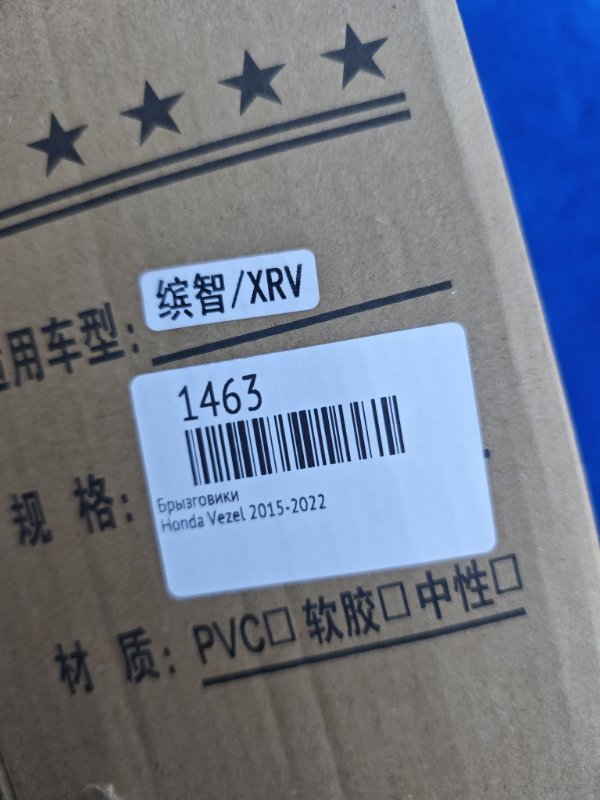 ★★★★
适用车型: 缤智/XRV
1463
Брызговики
Honda Vezel 2015-2022
规 格:
材 质: PVC□ 软胶□ 中性□